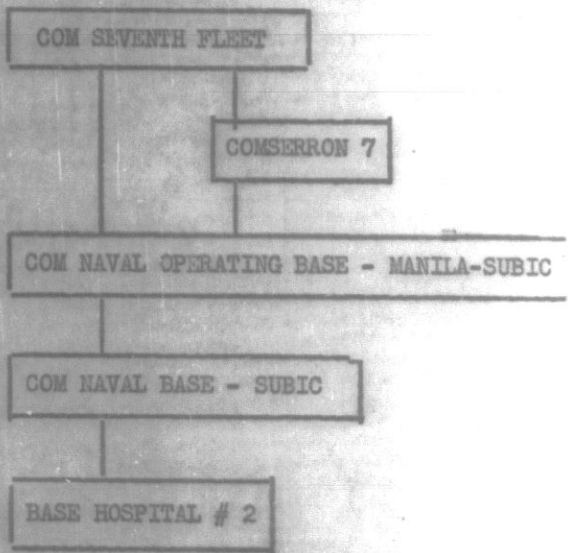 COM SEVENTH FLEET
COMSERRON 7
COM NAVAL OPERATING BASE - MANILA-SUBIC
COM NAVAL BASE - SUBIC
BASE HOSPITAL # 2